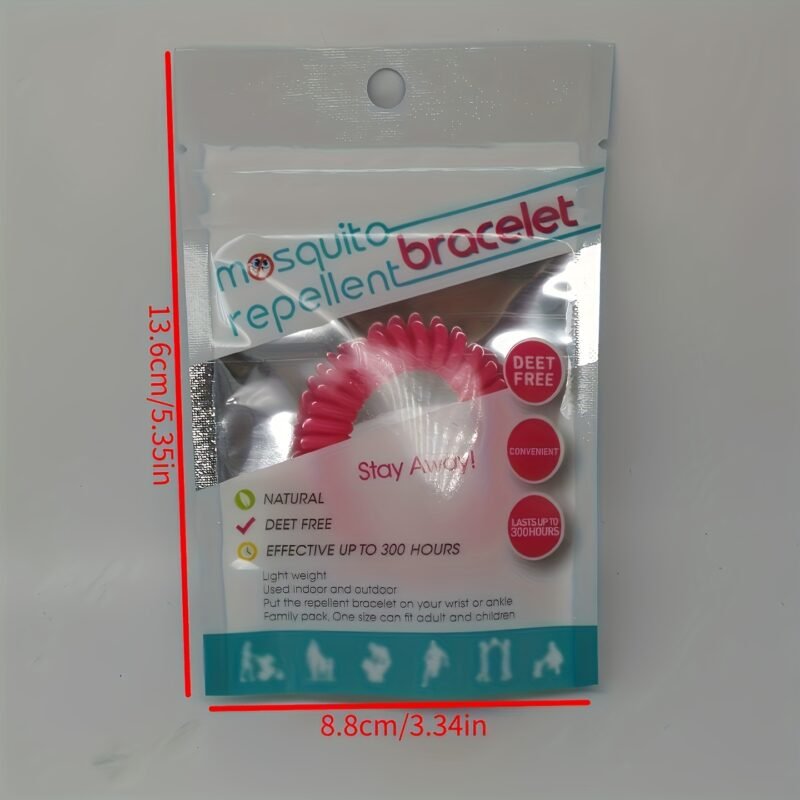 mosquito
repellent bracelet
DEET
FREE
CONVENIENT
Stay Away!
NATURAL
DEET FREE
LASTS UP TO
300 HOURS
EFFECTIVE UP TO 300 HOURS
Light weight
Used indoor and outdoor
Put the repellent bracelet on your wrist or ankle
Family pack, One size can fit adult and children
13.6cm/5.35in
8.8cm/3.34in